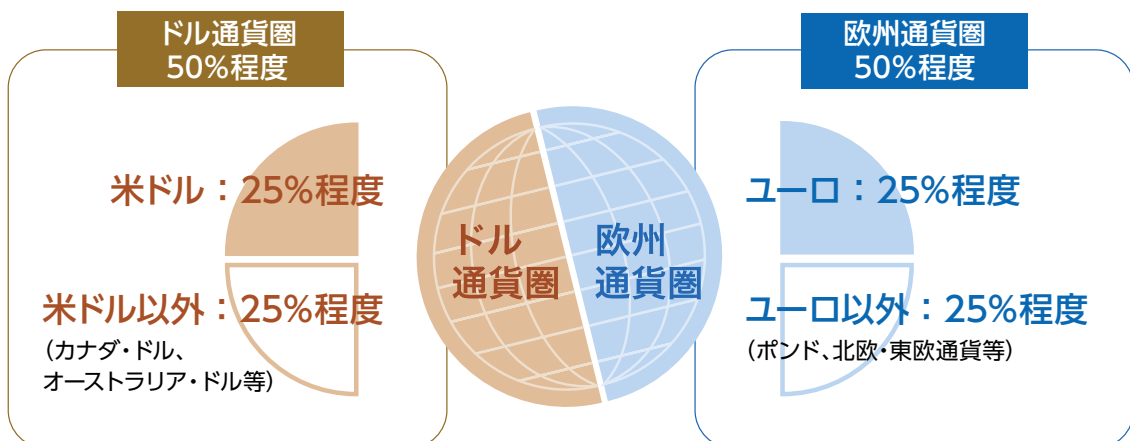 ドル通貨圏
50%程度
米ドル：25%程度
米ドル以外：25%程度
（カナダ・ドル、
オーストラリア・ドル等）
ドル
通貨圏
欧州
通貨圏
欧州通貨圏
50%程度
ユーロ：25%程度
ユーロ以外：25%程度
（ポンド、北欧・東欧通貨等）